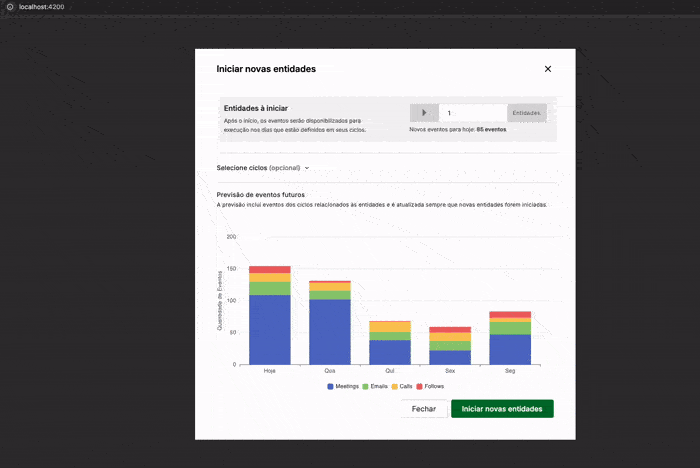 localhost:4200
Iniciar novas entidades
Entidades à iniciar
Após o início, os eventos serão disponibilizados para
execução nos dias que estão definidos em seus ciclos.
1
Entidades
Novos eventos para hoje: 85 eventos
Selecione ciclos (opcional)
Previsão de eventos futuros
A previsão inclui eventos dos ciclos relacionados às entidades e é atualizada sempre que novas entidades forem iniciadas.
Quantidade de Eventos
200
150
100
50
0
Hoje Qua Qui Sex Seg
Meetings Emails Calls Follows
Fechar
Iniciar novas entidades